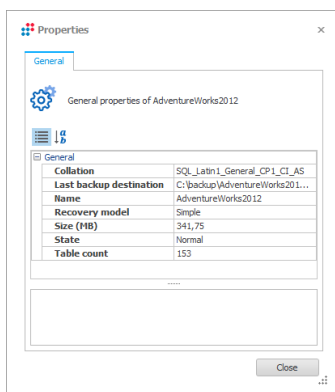 Properties
General
General properties of AdventureWorks2012
General
Collation SQL_Latin1_General_CP1_CI_AS
Last backup destination C:\backup\AdventureWorks201...
Name AdventureWorks2012
Recovery model Simple
Size (MB) 341,75
State Normal
Table count 153
Close